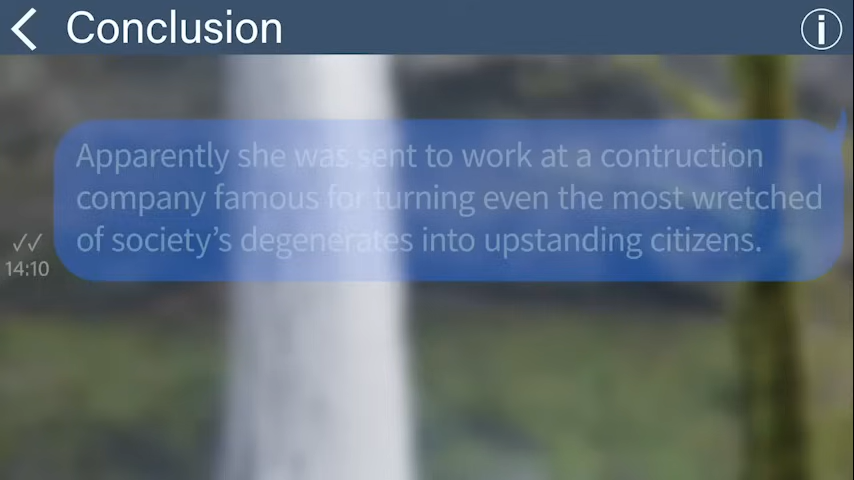 Conclusion
Apparently she was sent to work at a contruction
company famous for turning even the most wretched
of society’s degenerates into upstanding citizens.
14:10